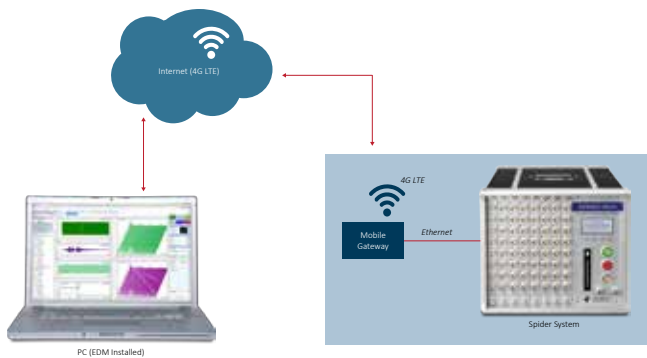 Internet (4G LTE)
4G LTE
Mobile
Gateway
Ethernet
Spider System
PC (EDM Installed)